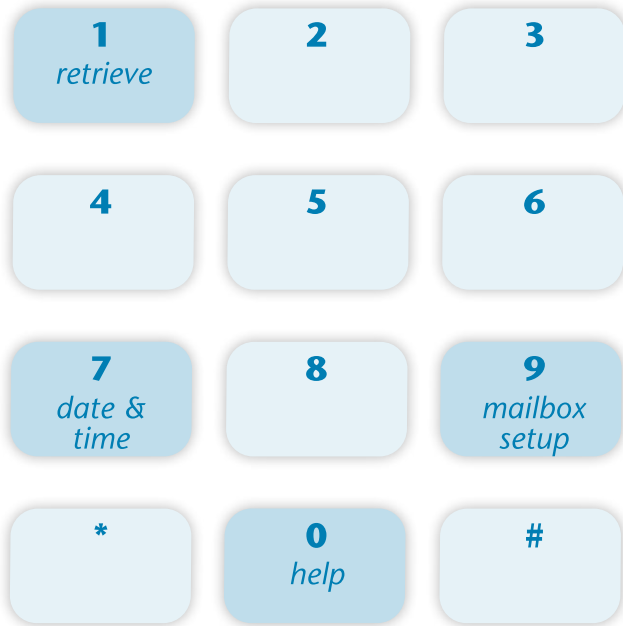 1 2 3
retrieve
4 5 6
7 8 9
date & mailbox
time setup
* 0 #
help